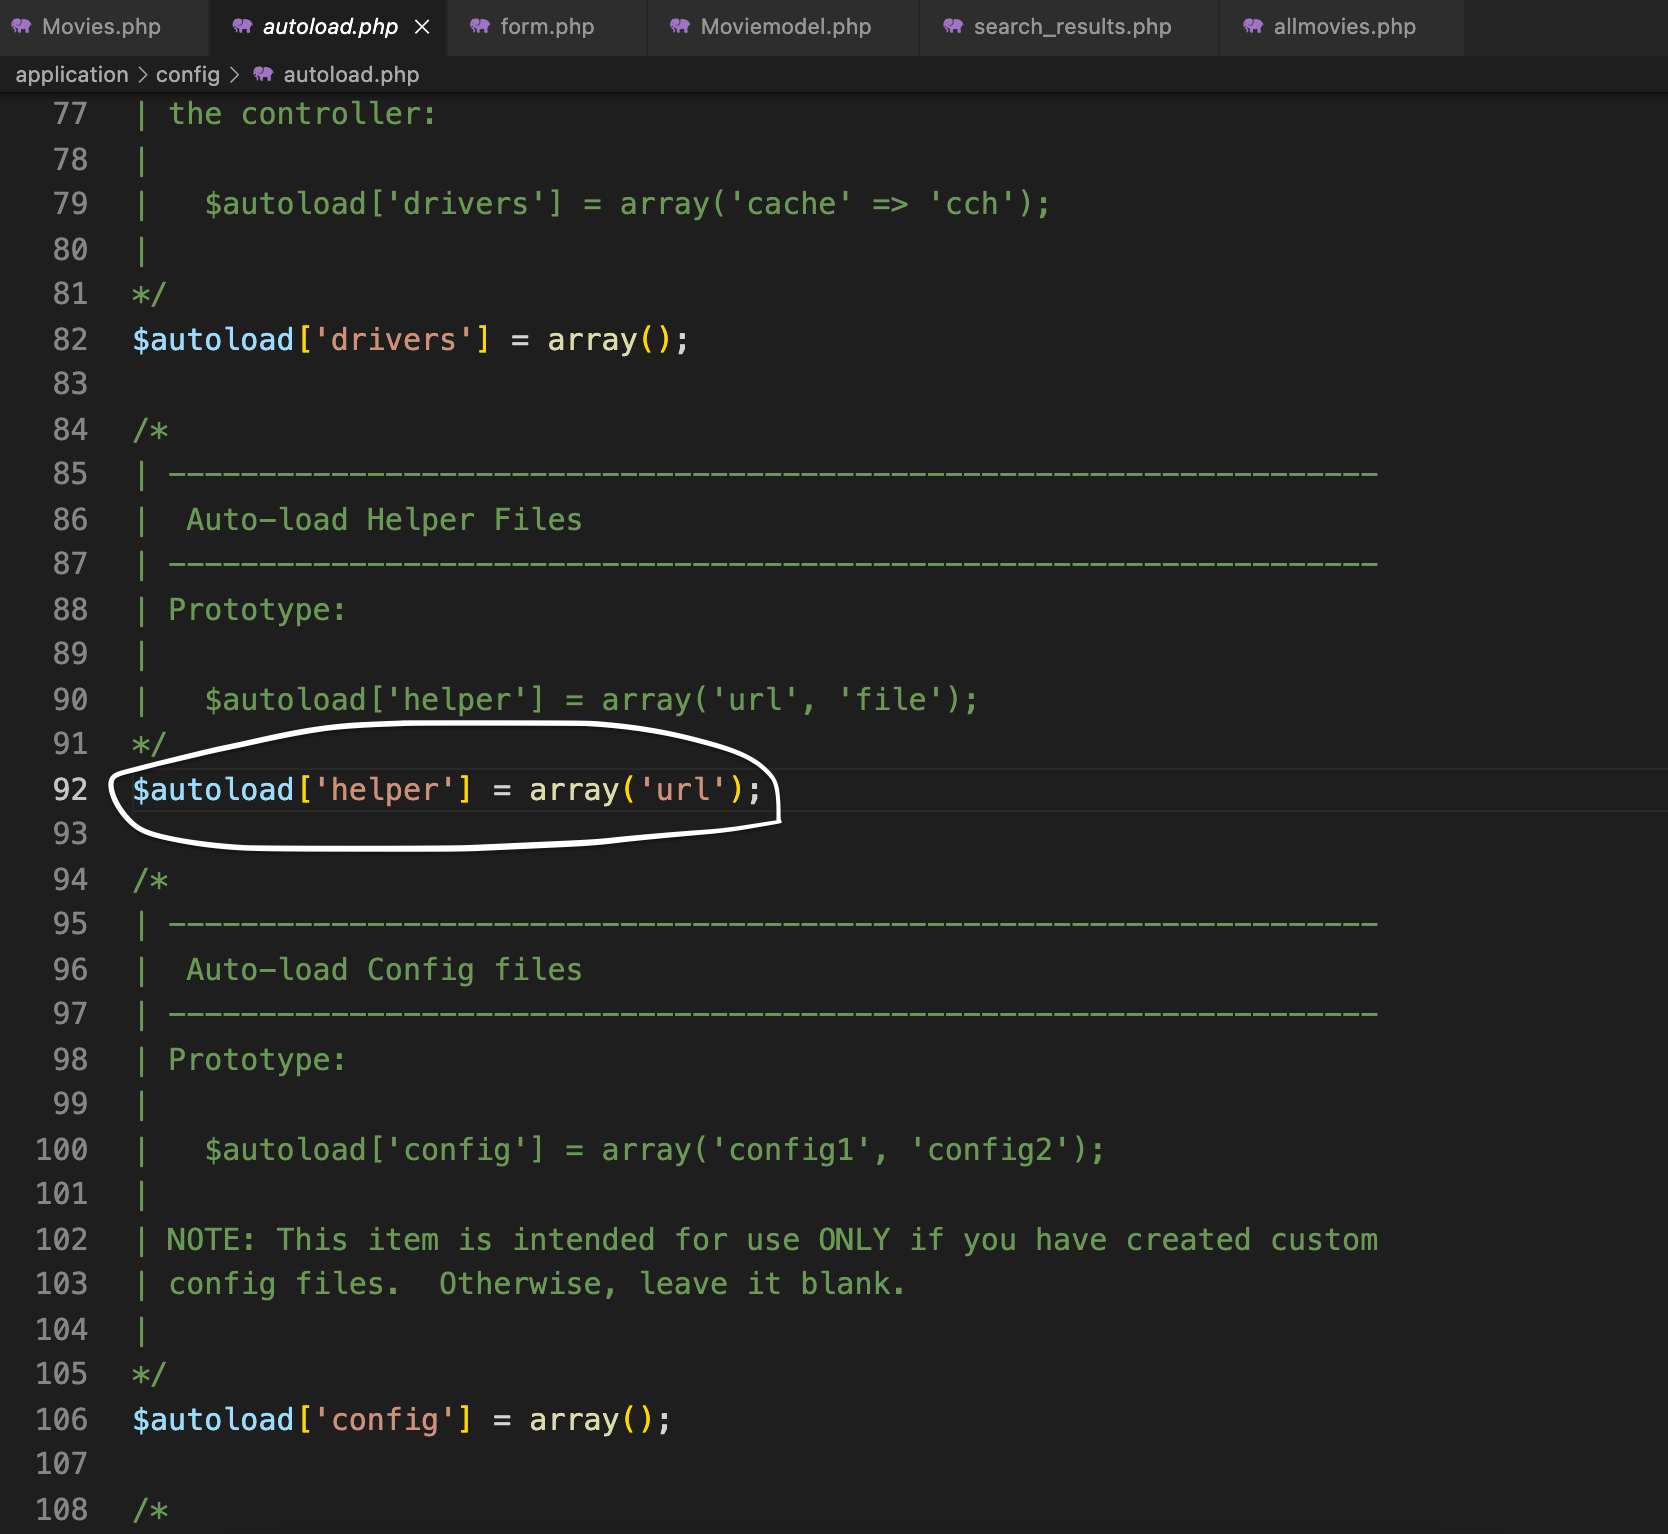 Movies.php autoload.php form.php Moviemodel.php search_results.php allmovies.php
application > config > autoload.php
77 | the controller:
78 |
79 |   $autoload['drivers'] = array('cache' => 'cch');
80 |
81 */
82 $autoload['drivers'] = array();
83
84 /*
85 | -------------------------------------------------------------------
86 |  Auto-load Helper Files
87 | -------------------------------------------------------------------
88 | Prototype:
89 |
90 |   $autoload['helper'] = array('url', 'file');
91 */
92 $autoload['helper'] = array('url');
93
94 /*
95 | -------------------------------------------------------------------
96 |  Auto-load Config files
97 | -------------------------------------------------------------------
98 | Prototype:
99 |
100 |   $autoload['config'] = array('config1', 'config2');
101 |
102 | NOTE: This item is intended for use ONLY if you have created custom
103 | config files.  Otherwise, leave it blank.
104 |
105 */
106 $autoload['config'] = array();
107
108 /*